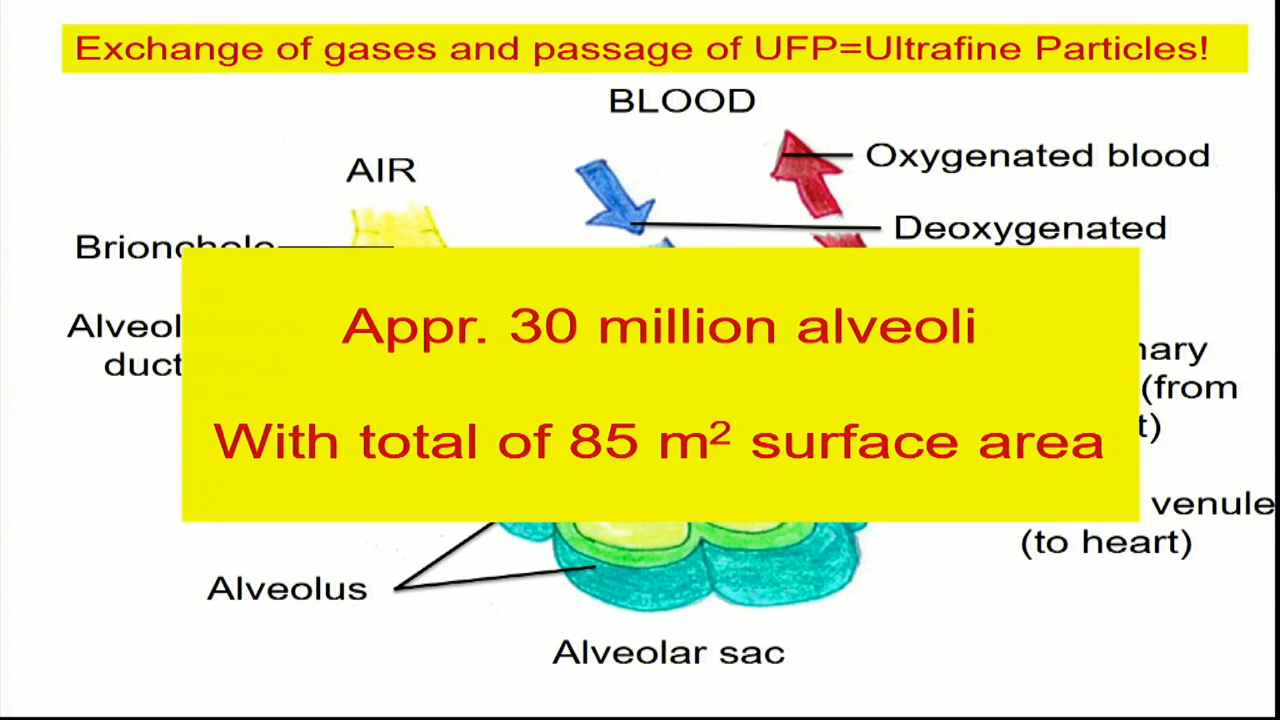 Exchange of gases and passage of UFP=Ultrafine Particles!
BLOOD
AIR
Oxygenated blood
Deoxygenated
Brionchole
Appr. 30 million alveoli
With total of 85 m² surface area
duct
(from
venule
(to heart)
Alveolus
Alveolar sac